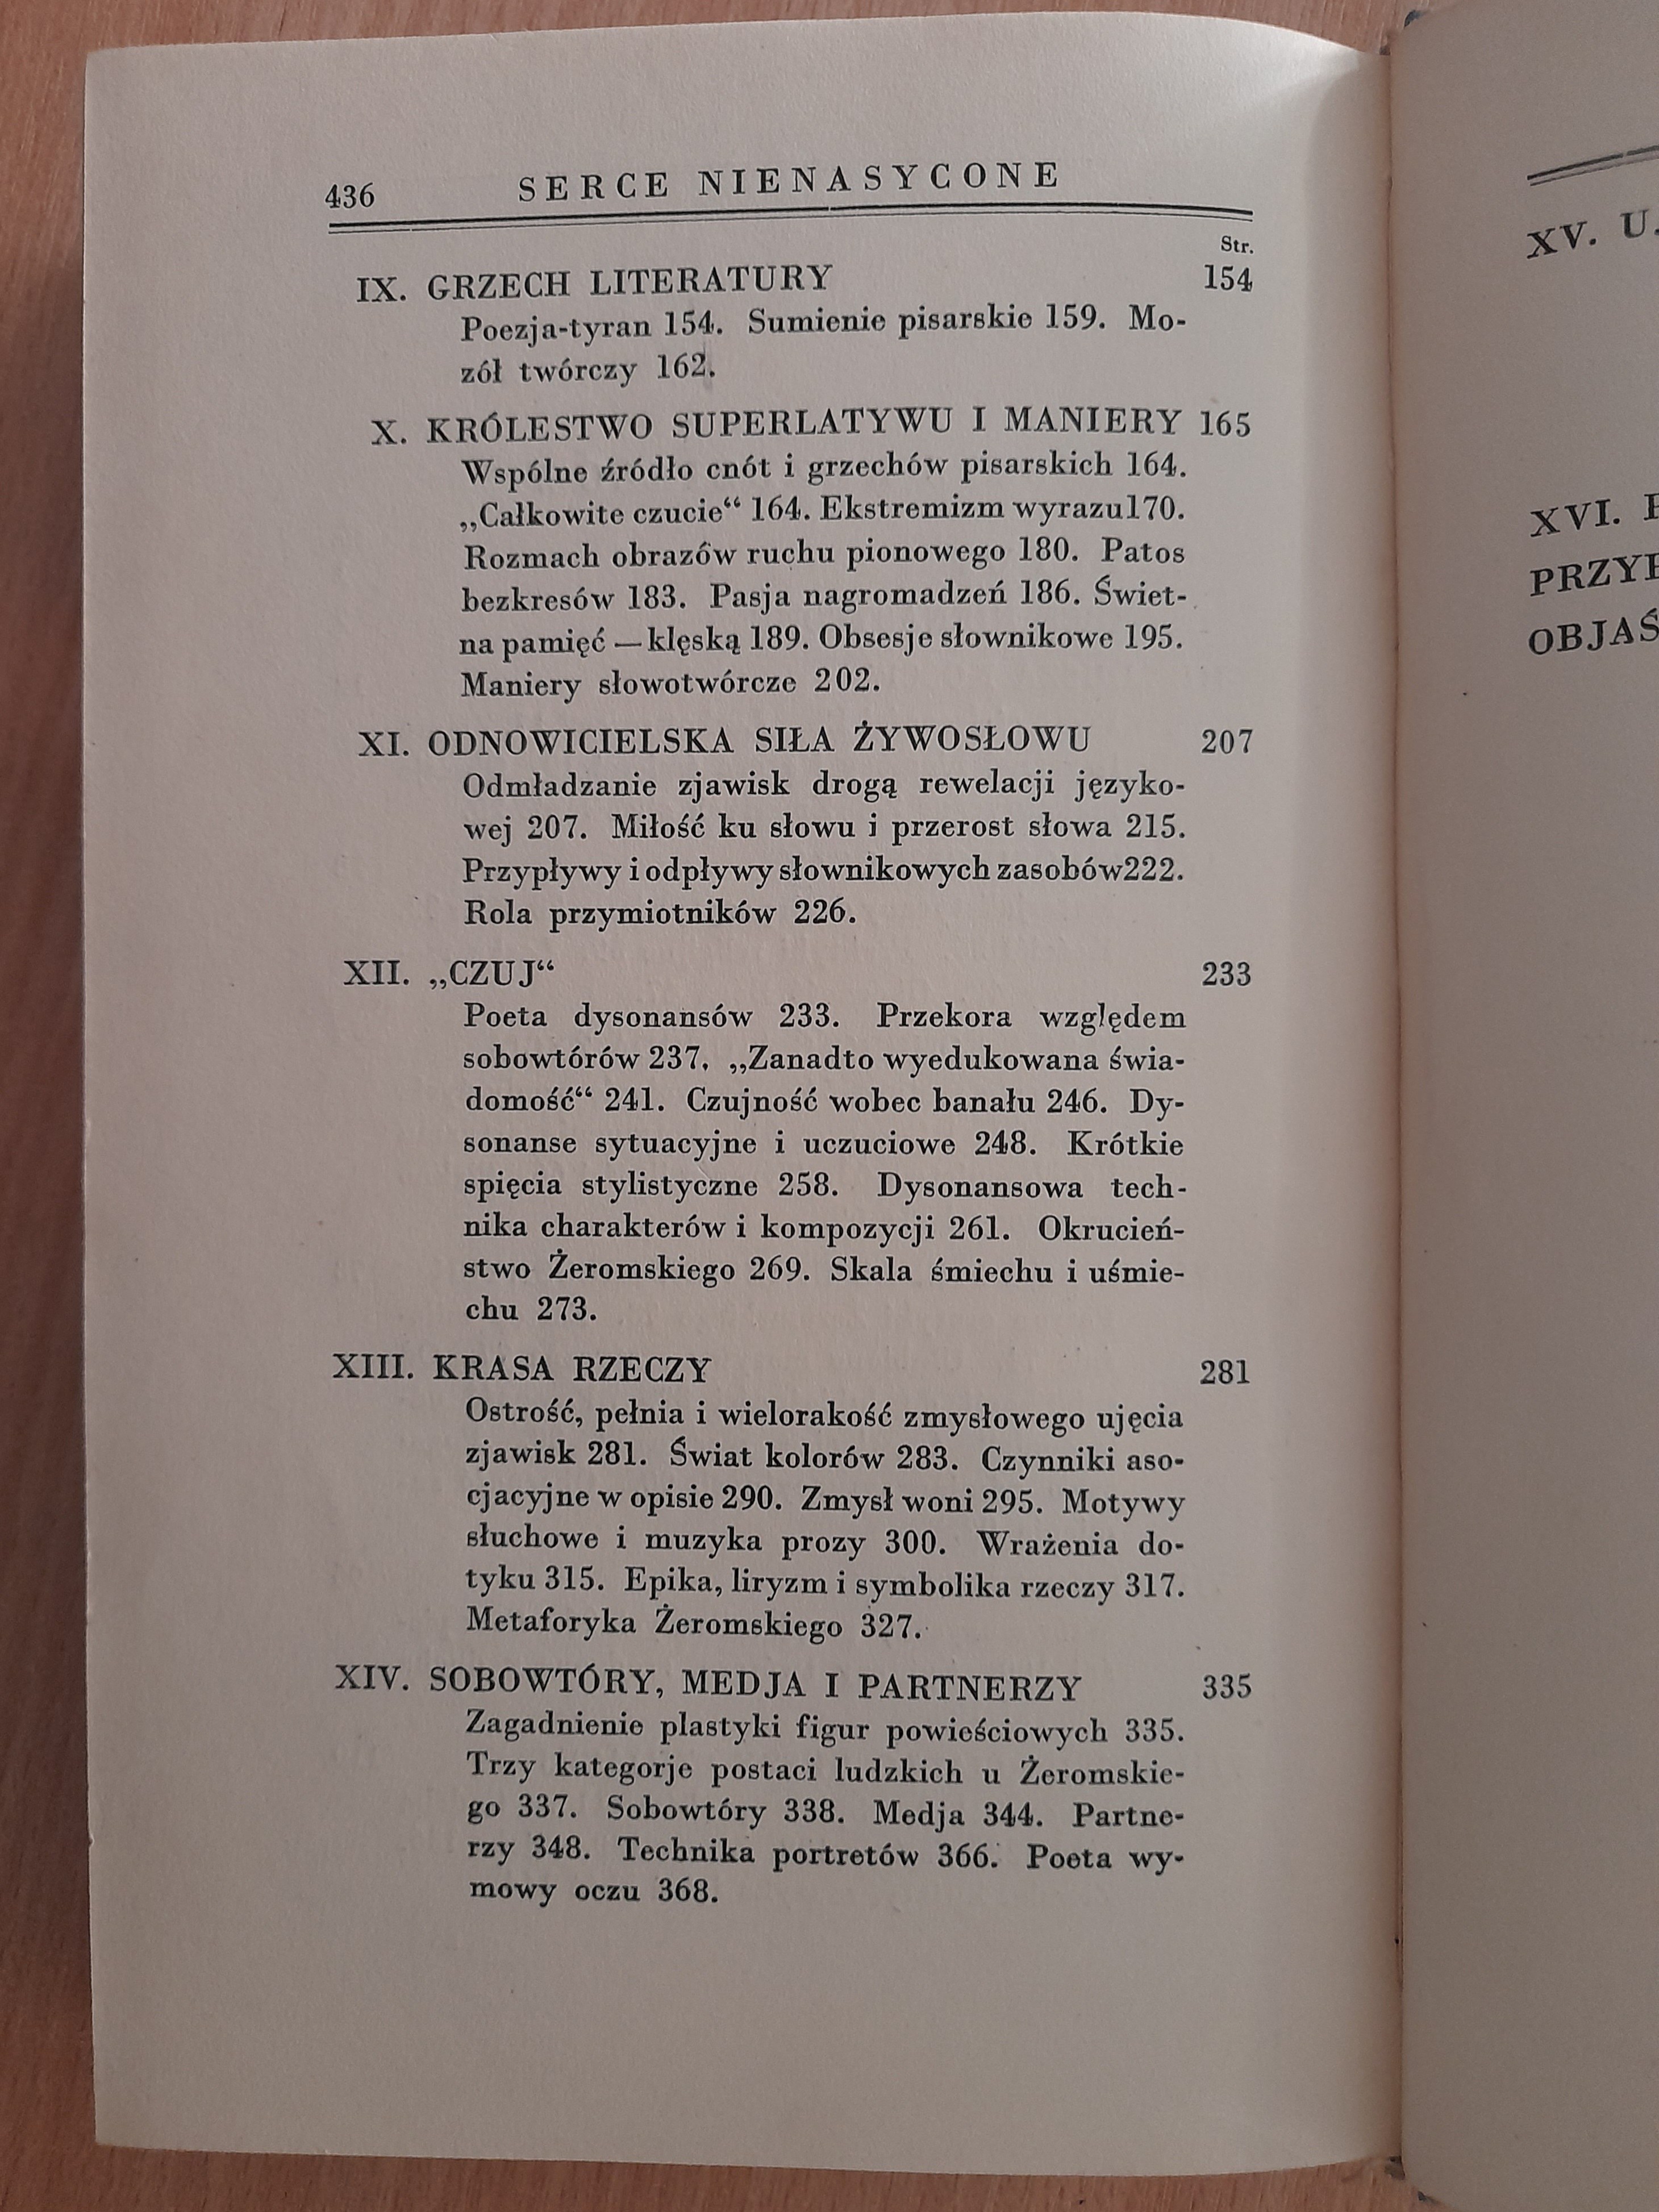 436 SERCE NIENASYCONE
Str.
IX. GRZECH LITERATURY 154
Poezja-tyran 154. Sumienie pisarskie 159. Mo-
zół twórczy 162.
X. KRÓLESTWO SUPERLATYWU I MANIERY 165
Wspólne źródło cnót i grzechów pisarskich 164.
„Całkowite czucie“ 164. Ekstremizm wyrazu170.
Rozmach obrazów ruchu pionowego 180. Patos
bezkresów 183. Pasja nagromadzeń 186. Świet-
na pamięć — klęską 189. Obsesje słownikowe 195.
Maniery słowotwórcze 202.
XI. ODNOWICIELSKA SIŁA ŻYWOSŁOWU 207
Odmładzanie zjawisk drogą rewelacji języko-
wej 207. Miłość ku słowu i przerost słowa 215.
Przypływy i odpływy słownikowych zasobów222.
Rola przymiotników 226.
XII. „CZUJ“ 233
Poeta dysonansów 233. Przekora względem
sobowtórów 237. „Zanadto wyedukowana świa-
domość“ 241. Czujność wobec banału 246. Dy-
sonanse sytuacyjne i uczuciowe 248. Krótkie
spięcia stylistyczne 258. Dysonansowa tech-
nika charakterów i kompozycji 261. Okrucień-
stwo Żeromskiego 269. Skala śmiechu i uśmie-
chu 273.
XIII. KRASA RZECZY 281
Ostrość, pełnia i wielorakość zmysłowego ujęcia
zjawisk 281. Świat kolorów 283. Czynniki aso-
cjacyjne w opisie 290. Zmysł woni 295. Motywy
słuchowe i muzyka prozy 300. Wrażenia do-
tyku 315. Epika, liryzm i symbolika rzeczy 317.
Metaforyka Żeromskiego 327.
XIV. SOBOWTÓRY, MEDJA I PARTNERZY 335
Zagadnienie plastyki figur powieściowych 335.
Trzy kategorje postaci ludzkich u Żeromskie-
go 337. Sobowtóry 338. Medja 344. Partne-
rzy 348. Technika portretów 366. Poeta wy-
mowy oczu 368.
XV. U
XVI.